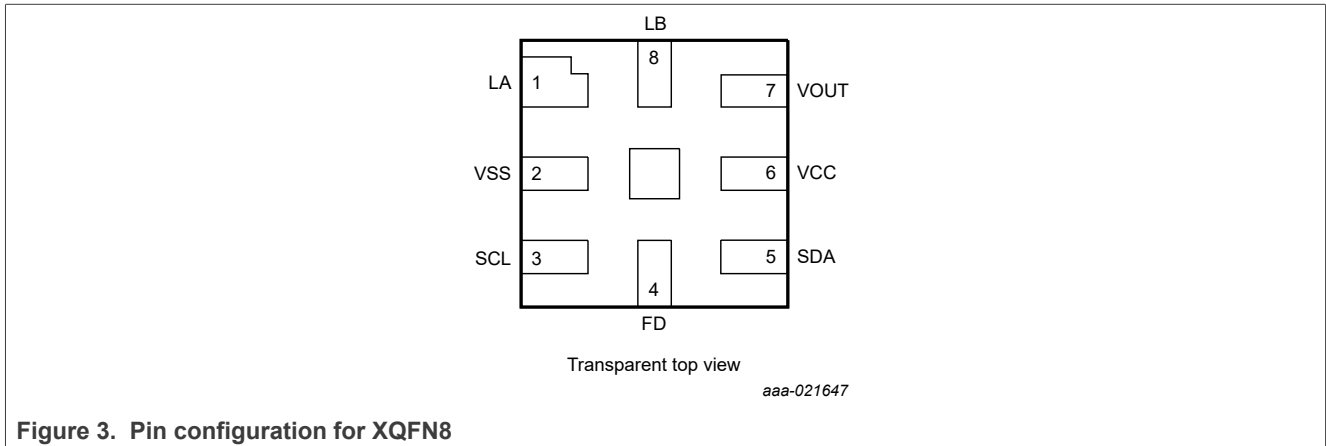 LB
8
LA 1
7 VOUT
VSS 2
6 VCC
SCL 3
5 SDA
4
FD
Transparent top view
aaa-021647
Figure 3. Pin configuration for XQFN8